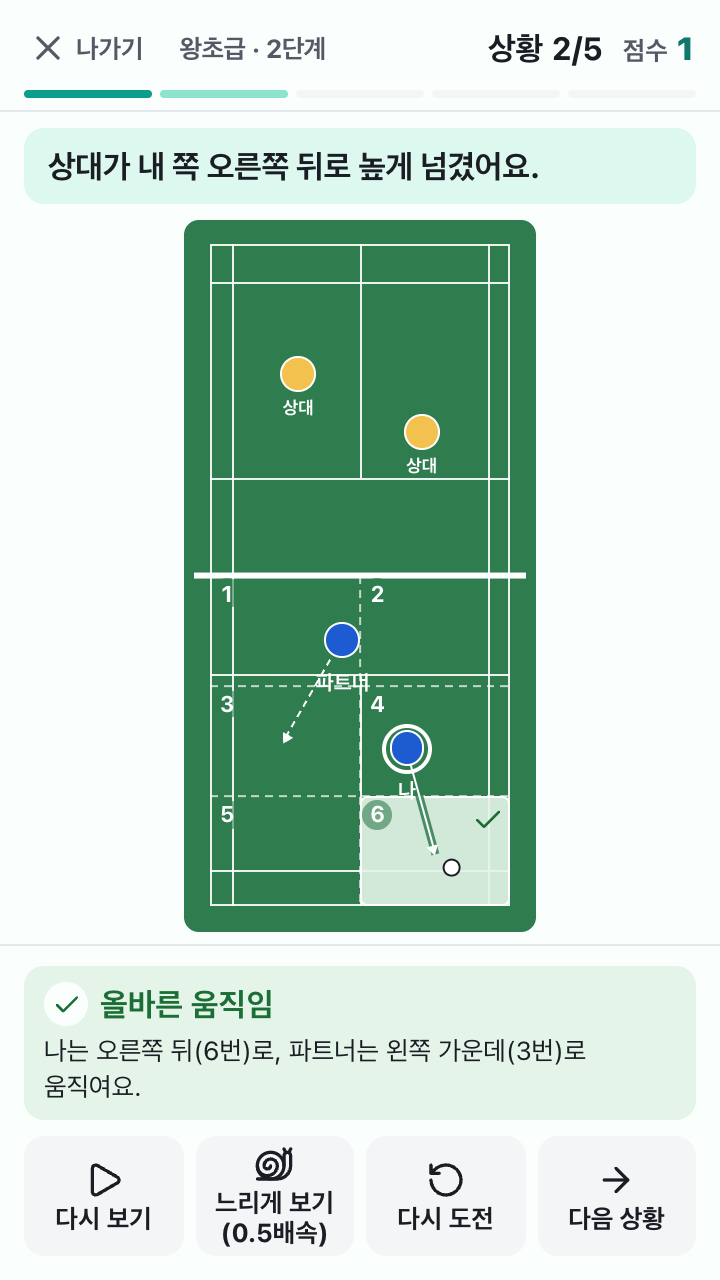 나가기
왕초급 · 2단계
상황 2/5
점수 1
상대가 내 쪽 오른쪽 뒤로 높게 넘겼어요.
상대
상대
1
2
파트너
3
4
나
5
6
올바른 움직임
나는 오른쪽 뒤(6번)로, 파트너는 왼쪽 가운데(3번)로
움직여요.
다시 보기
느리게 보기
(0.5배속)
다시 도전
다음 상황